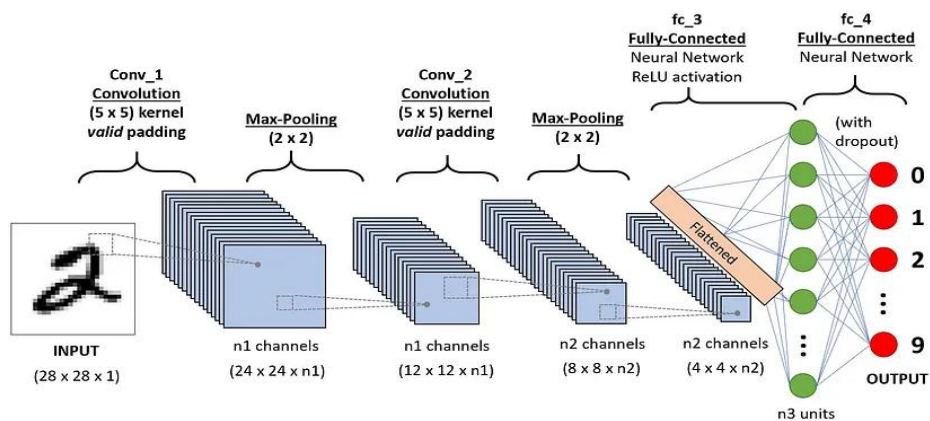 Conv_1
Convolution
(5 x 5) kernel
valid padding
Max-Pooling
(2 x 2)
Conv_2
Convolution
(5 x 5) kernel
valid padding
Max-Pooling
(2 x 2)
fc_3
Fully-Connected
Neural Network
ReLU activation
fc_4
Fully-Connected
Neural Network
(with
dropout)
INPUT
(28 x 28 x 1)
n1 channels
(24 x 24 x n1)
n1 channels
(12 x 12 x n1)
n2 channels
(8 x 8 x n2)
n2 channels
(4 x 4 x n2)
Flattened
n3 units
0
1
2
9
OUTPUT
2